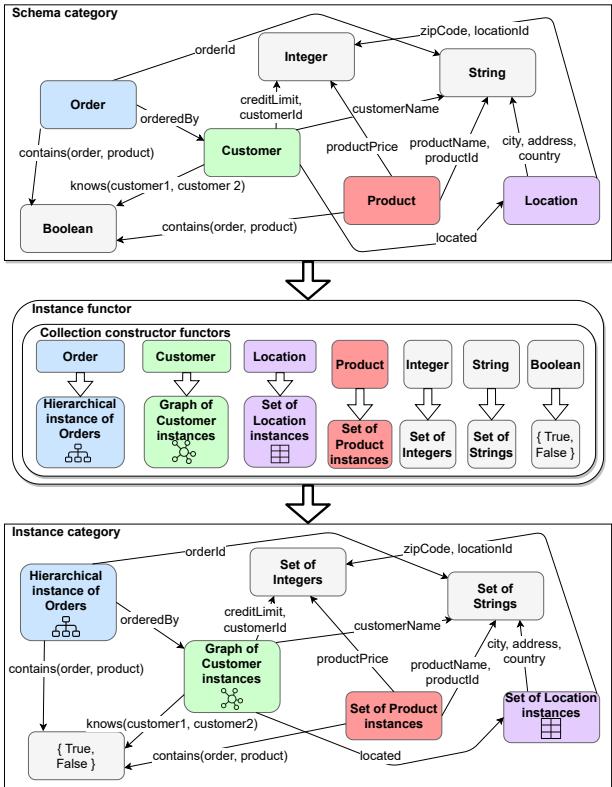 Schema category
orderId
zipCode, locationId
Integer
String
Order
creditLimit,
customerId
customerName
orderedBy
Customer
contains(order, product)
productPrice
productName,
productId
city, address,
country
knows(customer1, customer 2)
Product
Location
Boolean
contains(order, product)
located
Instance functor
Collection constructor functors
Order
Customer
Location
Product
Integer
String
Boolean
Hierarchical
instance of
Orders
Graph of
Customer
instances
Set of
Location
instances
Set of
Product
instances
Set of
Integers
Set of
Strings
{ True,
False }
Instance category
orderId
zipCode, locationId
Set of
Integers
Set of
Strings
Hierarchical
instance of
Orders
orderedBy
creditLimit,
customerId
customerName
Graph of
Customer
instances
contains(order, product)
productPrice
productName,
productId
city, address,
country
Set of Product
instances
Set of Location
instances
knows(customer1, customer2)
{ True,
False }
contains(order, product)
located